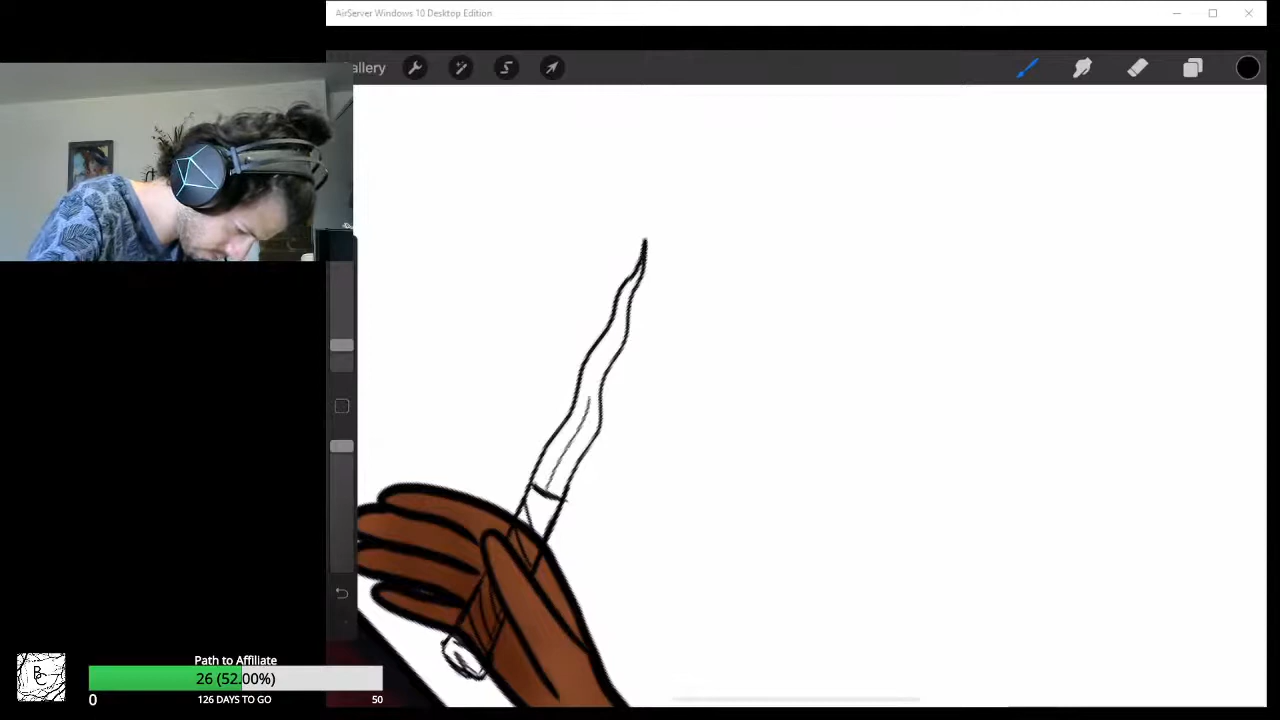 AirServer Windows 10 Desktop Edition
allery
Path to Affiliate
26 (52.00%)
0
126 DAYS TO GO
50